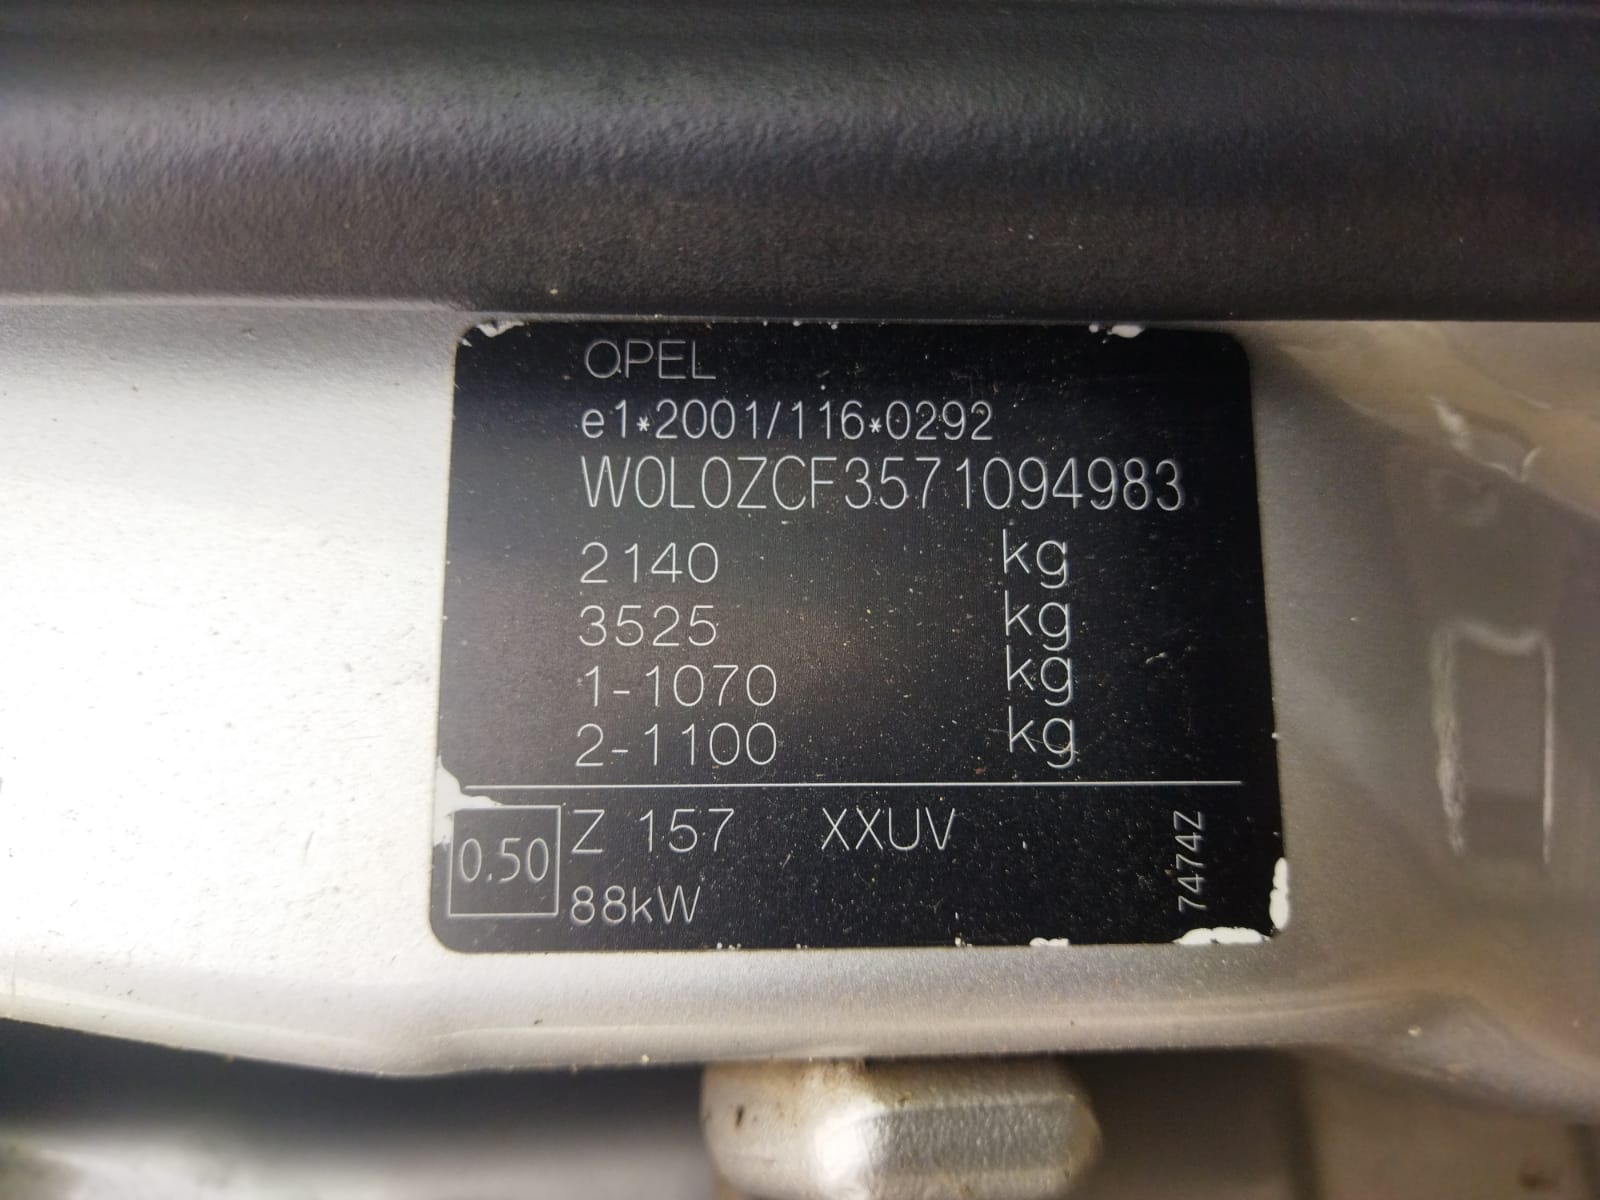 OPEL
e1*2001/116*0292
W0L0ZCF3571094983
2140 kg
3525 kg
1-1070 kg
2-1100 kg
0.50
Z 157 XXUV
88kW
7474Z